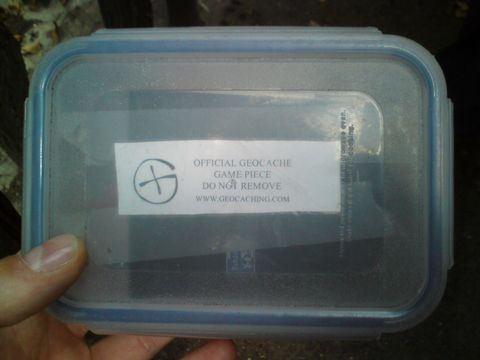 OFFICIAL GEOCACHE
GAME PIECE
DO NOT REMOVE
WWW.GEOCACHING.COM